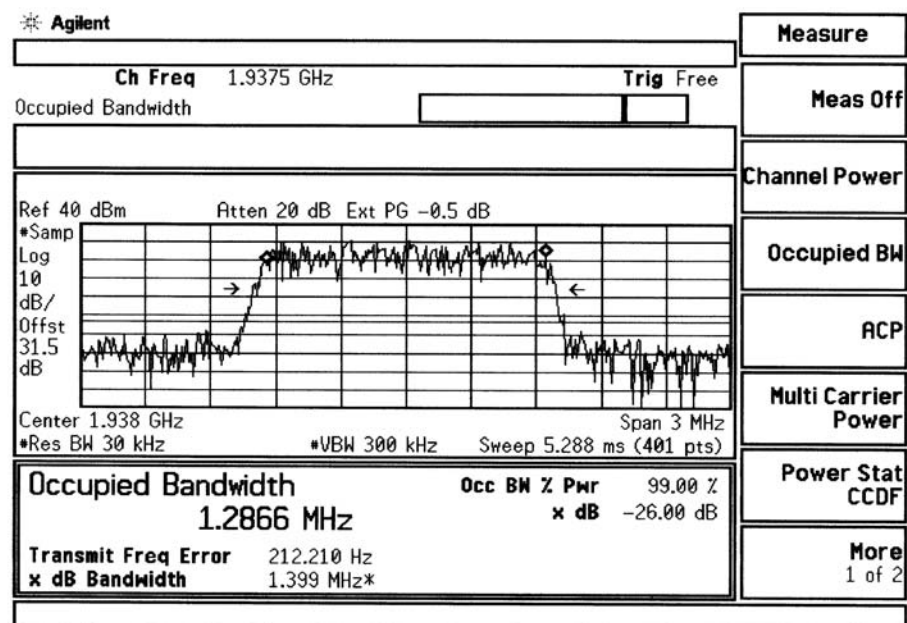 Agilent
Measure
Ch Freq 1.9375 GHz Trig Free
Occupied Bandwidth
Meas Off
Channel Power
Occupied BW
ACP
Multi Carrier
Power
Power Stat
CCDF
More
1 of 2
Ref 40 dBm Atten 20 dB Ext PG -0.5 dB
#Samp
Log
10
dB/
Offst
31.5
dB
Center 1.938 GHz Span 3 MHz
#Res BW 30 kHz #VBW 300 kHz Sweep 5.288 ms (401 pts)
Occupied Bandwidth Occ BW % Pwr 99.00 %
1.2866 MHz x dB -26.00 dB
Transmit Freq Error 212.210 Hz
x dB Bandwidth 1.399 MHz*